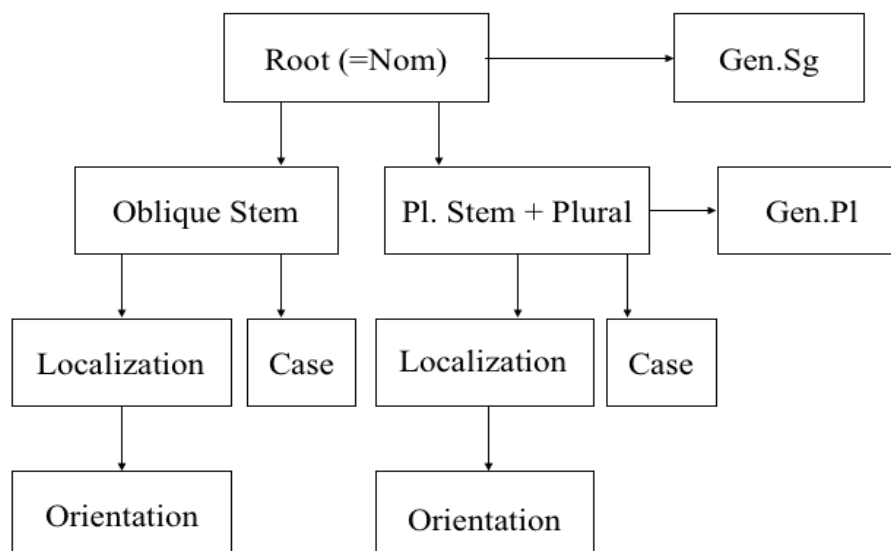 Root (=Nom)
Gen.Sg
Oblique Stem
Pl. Stem + Plural
Gen.Pl
Localization
Case
Localization
Case
Orientation
Orientation